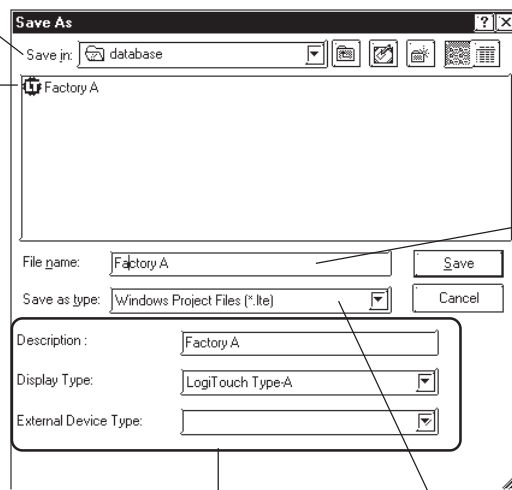 Save As
Save in: database
Factory A
File name: Factory A Save
Save as type: Windows Project Files (*.lte) Cancel
Description : Factory A
Display Type: LogiTouch Type-A
External Device Type: